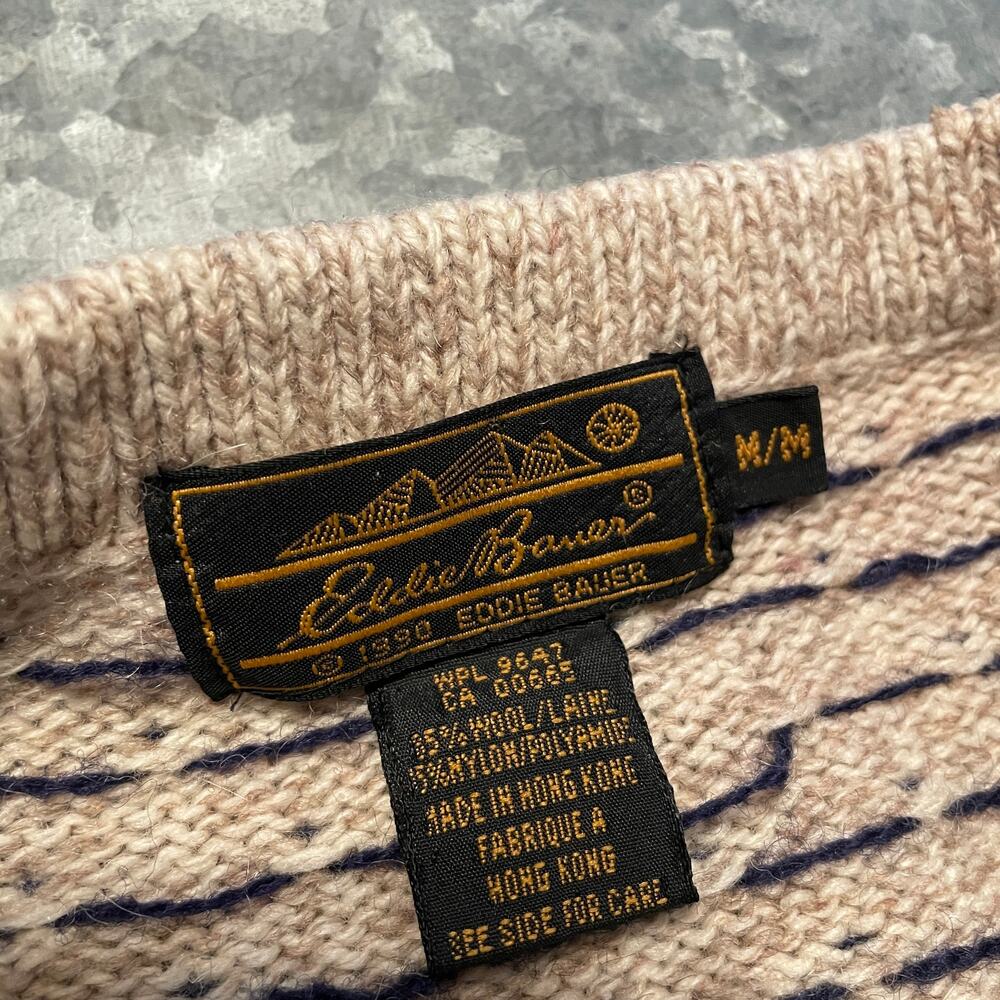 Eddie Bauer®
© 1990 EDDIE BAUER
M/M
WPL 9647
CA 00665
95% WOOL/LAINE
5% NYLON/POLYAMIDE
MADE IN HONG KONG
FABRIQUE A
HONG KONG
SEE SIDE FOR CARE